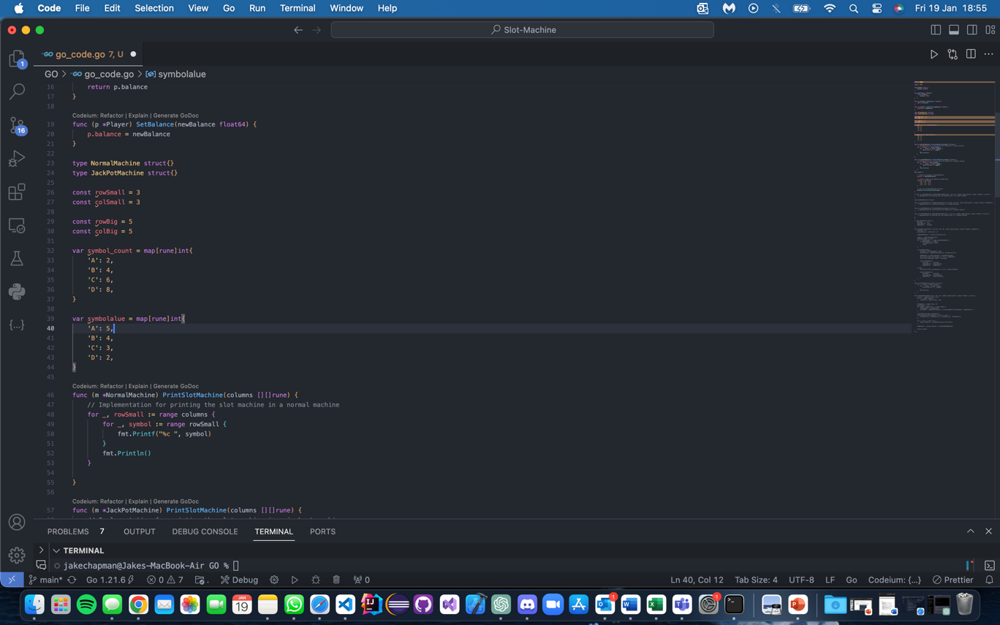 Code File Edit Selection View Go Run Terminal Window Help Fri 19 Jan 18:55
Slot-Machine
go_code.go 7, U
GO > go_code.go > symbolalue
16 return p.balance
17 }
18
Codeium: Refactor | Explain | Generate GoDoc
19 func (p *Player) SetBalance(newBalance float64) {
20 p.balance = newBalance
21 }
22
23 type NormalMachine struct{}
24 type JackPotMachine struct{}
25
26 const rowSmall = 3
27 const colSmall = 3
28
29 const rowBig = 5
30 const colBig = 5
31
32 var symbol_count = map[rune]int{
33 'A': 2,
34 'B': 4,
35 'C': 6,
36 'D': 8,
37 }
38
39 var symbolalue = map[rune]int{
40 'A': 5,
41 'B': 4,
42 'C': 3,
43 'D': 2,
44 }
45
Codeium: Refactor | Explain | Generate GoDoc
46 func (m *NormalMachine) PrintSlotMachine(columns [][]rune) {
47 // Implementation for printing the slot machine in a normal machine
48 for _, rowSmall := range columns {
49 for _, symbol := range rowSmall {
50 fmt.Printf("%c ", symbol)
51 }
52 fmt.Println()
53 }
54
55 }
56
Codeium: Refactor | Explain | Generate GoDoc
57 func (m *JackPotMachine) PrintSlotMachine(columns [][]rune) {
PROBLEMS 7 OUTPUT DEBUG CONSOLE TERMINAL PORTS
TERMINAL
jakechapman@Jakes-MacBook-Air GO %
main* Go 1.21.6 0 7 Debug 0 Ln 40, Col 12 Tab Size: 4 UTF-8 LF Go Codeium: {...} Prettier